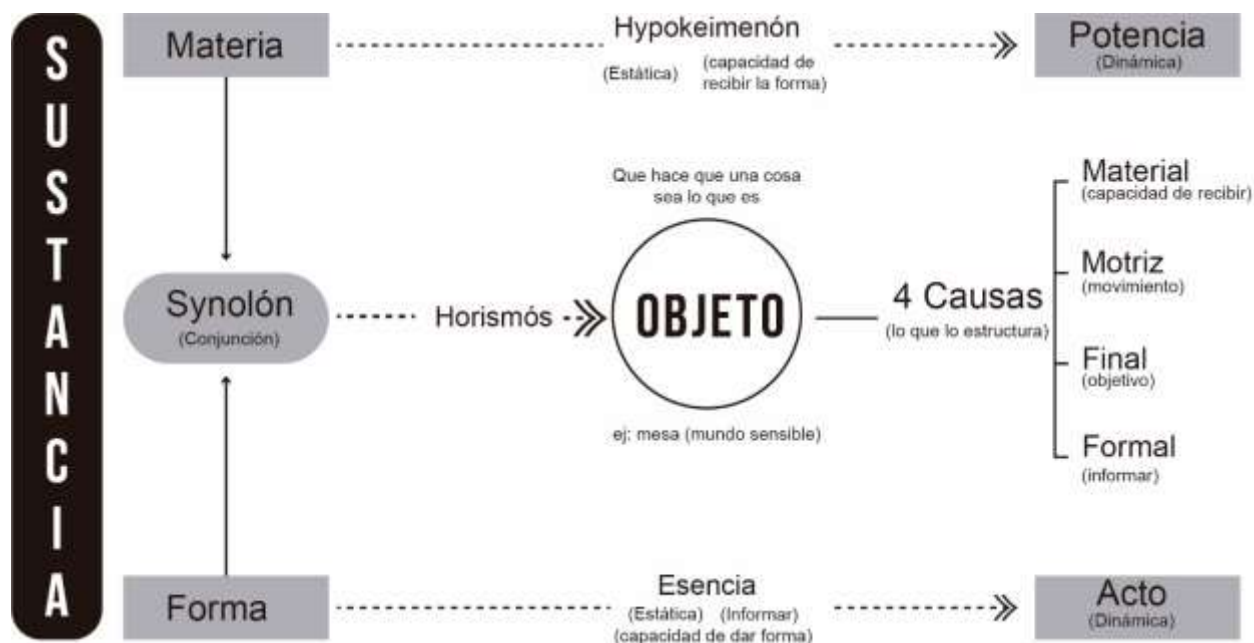 SUSTANCIA
Materia
Hypokeimenón
(Estática)
(capacidad de
recibir la forma)
Potencia
(Dinámica)
Synolón
(Conjunción)
Horismós
Que hace que una cosa
sea lo que es
OBJETO
ej: mesa (mundo sensible)
4 Causas
(lo que lo estructura)
Material
(capacidad de recibir)
Motriz
(movimiento)
Final
(objetivo)
Formal
(informar)
Forma
Esencia
(Estática) (Informar)
(capacidad de dar forma)
Acto
(Dinámica)